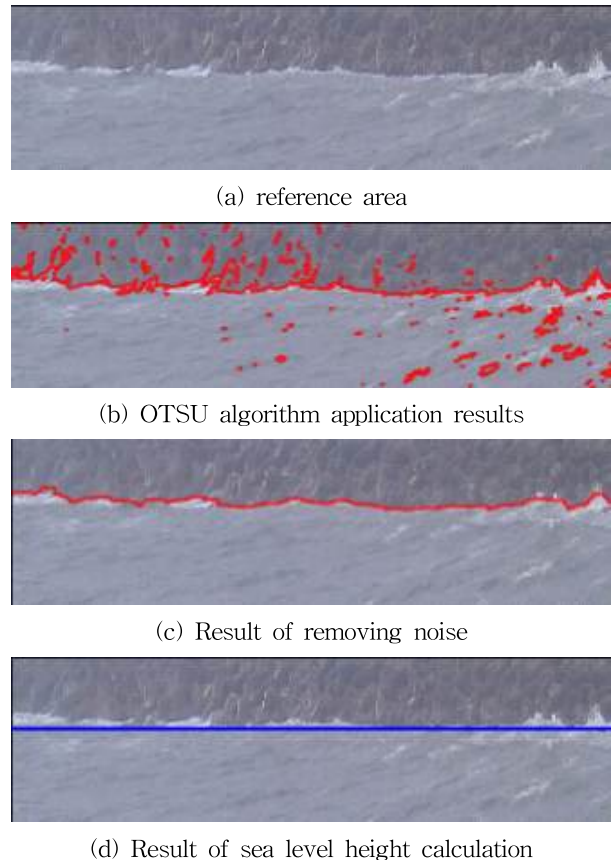 (a) reference area
(b) OTSU algorithm application results
(c) Result of removing noise
(d) Result of sea level height calculation